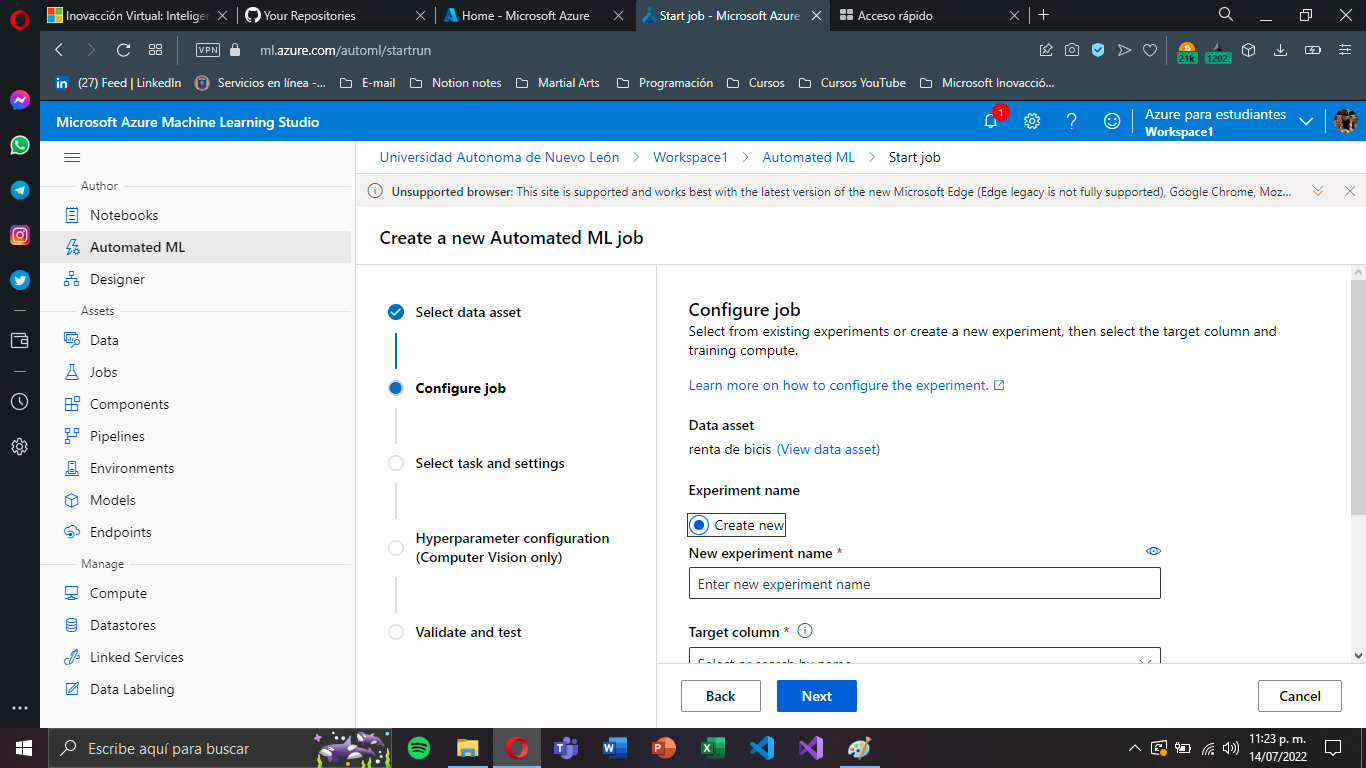 Inovacción Virtual: Inteligen
Your Repositories
Home - Microsoft Azure
Start job - Microsoft Azure
Acceso rápido
VPN
ml.azure.com/automl/startrun
21k
1202.
(27) Feed | LinkedIn
Servicios en línea -...
E-mail
Notion notes
Martial Arts
Programación
Cursos
Cursos YouTube
Microsoft Inovacció...
Microsoft Azure Machine Learning Studio
1
Azure para estudiantes
Workspace1
Universidad Autonoma de Nuevo León > Workspace1 > Automated ML > Start job
Unsupported browser: This site is supported and works best with the latest version of the new Microsoft Edge (Edge legacy is not fully supported), Google Chrome, Moz...
Author
Notebooks
Automated ML
Designer
Assets
Data
Jobs
Components
Pipelines
Environments
Models
Endpoints
Manage
Compute
Datastores
Linked Services
Data Labeling
Create a new Automated ML job
Select data asset
Configure job
Select task and settings
Hyperparameter configuration
(Computer Vision only)
Validate and test
Configure job
Select from existing experiments or create a new experiment, then select the target column and
training compute.
Learn more on how to configure the experiment.
Data asset
renta de bicis (View data asset)
Experiment name
Create new
New experiment name *
Enter new experiment name
Target column *
Select or search by name
Back
Next
Cancel
Escribe aquí para buscar
11:23 p. m.
14/07/2022